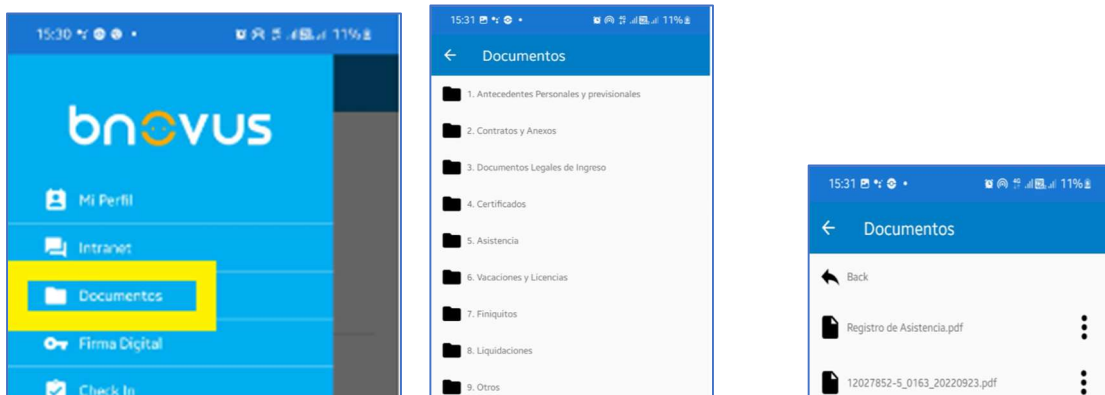 15:30
11%
bnovus
Mi Perfil
Intranet
Documentos
Firma Digital
Check In
15:31
11%
Documentos
1. Antecedentes Personales y previsionales
2. Contratos y Anexos
3. Documentos Legales de Ingreso
4. Certificados
5. Asistencia
6. Vacaciones y Licencias
7. Finiquitos
8. Liquidaciones
9. Otros
15:31
11%
Documentos
Back
Registro de Asistencia.pdf
12027852-5_0163_20220923.pdf